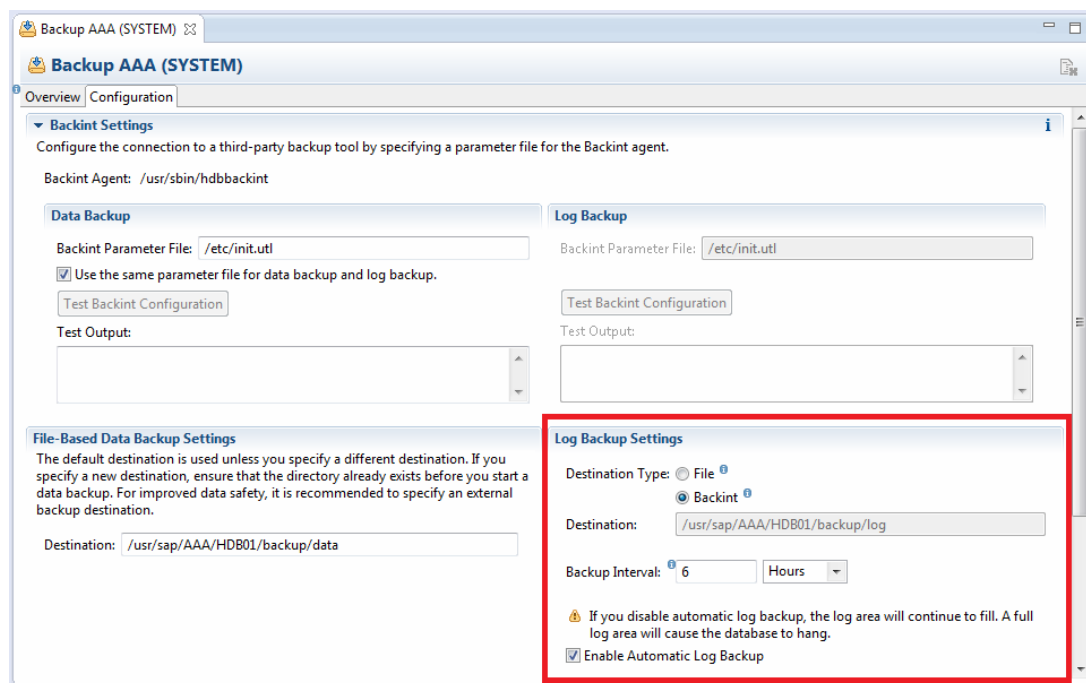 Backup AAA (SYSTEM)
Backup AAA (SYSTEM)
Overview
Configuration
Backint Settings
Configure the connection to a third-party backup tool by specifying a parameter file for the Backint agent.
Backint Agent: /usr/sbin/hdbbackint
Data Backup
Backint Parameter File: /etc/init.utl
Use the same parameter file for data backup and log backup.
Test Backint Configuration
Test Output:
Log Backup
Backint Parameter File: /etc/init.utl
Test Backint Configuration
Test Output:
File-Based Data Backup Settings
The default destination is used unless you specify a different destination. If you
specify a new destination, ensure that the directory already exists before you start a
data backup. For improved data safety, it is recommended to specify an external
backup destination.
Destination: /usr/sap/AAA/HDB01/backup/data
Log Backup Settings
Destination Type: File
Backint
Destination: /usr/sap/AAA/HDB01/backup/log
Backup Interval: 6 Hours
If you disable automatic log backup, the log area will continue to fill. A full
log area will cause the database to hang.
Enable Automatic Log Backup